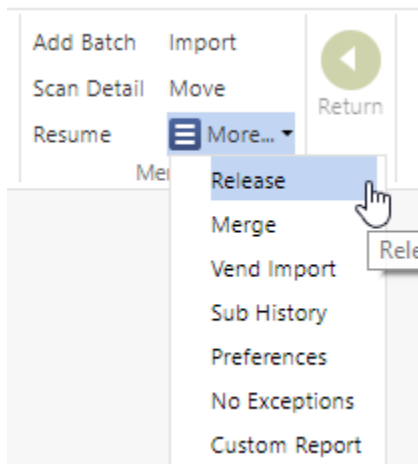 Add Batch Import
Scan Detail Move
Return
Resume More...
Release
Merge
Vend Import
Sub History
Preferences
No Exceptions
Custom Report